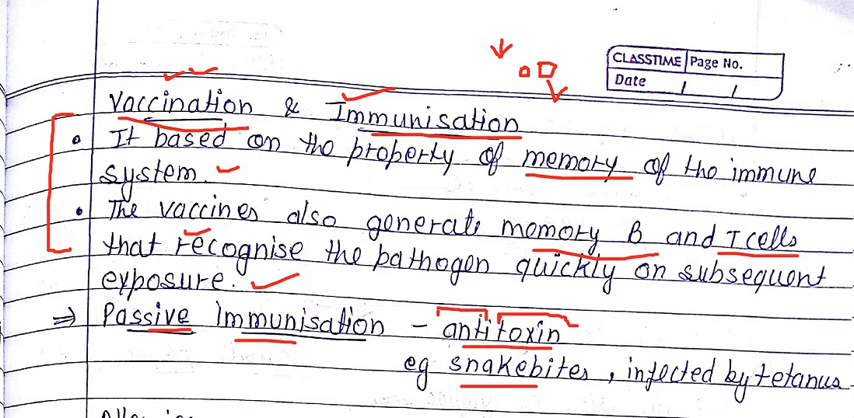 CLASSTIME Page No.
Date / /
Vaccination & Immunisation
• It based on the property of memory of the immune
system.
• The vaccines also generate memory B and T cells
that recognise the pathogen quickly on subsequent
exposure.
⇒ Passive immunisation - antitoxin
eg snakebites, infected by tetanus